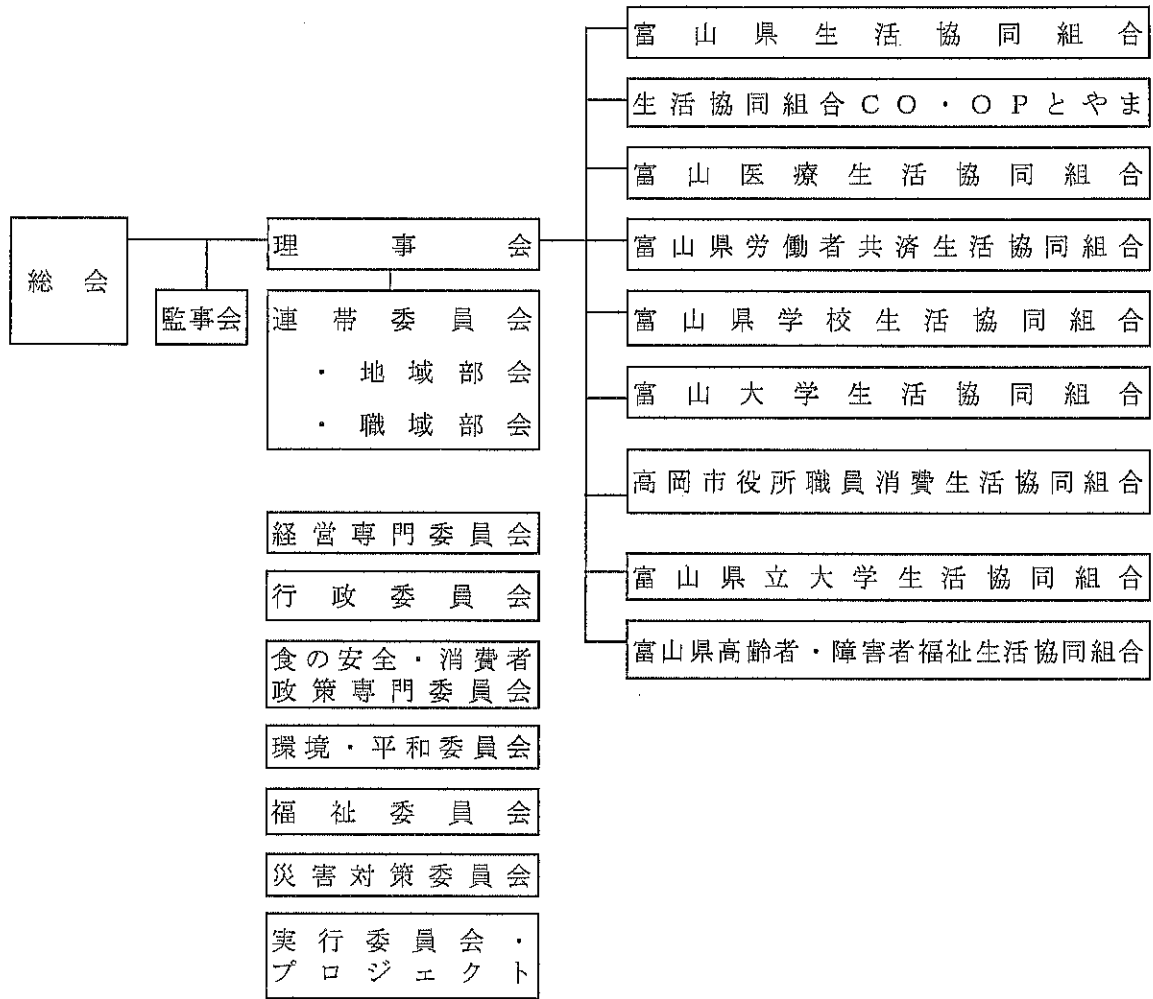 総会
監事会
理事会
連帯委員会
・地域部会
・職域部会
経営専門委員会
行政委員会
食の安全・消費者
政策専門委員会
環境・平和委員会
福祉委員会
災害対策委員会
実行委員会・
プロジェクト
富山県生活協同組合
生活協同組合CO・OPとやま
富山医療生活協同組合
富山県労働者共済生活協同組合
富山県学校生活協同組合
富山大学生活協同組合
高岡市役所職員消費生活協同組合
富山県立大学生活協同組合
富山県高齢者・障害者福祉生活協同組合